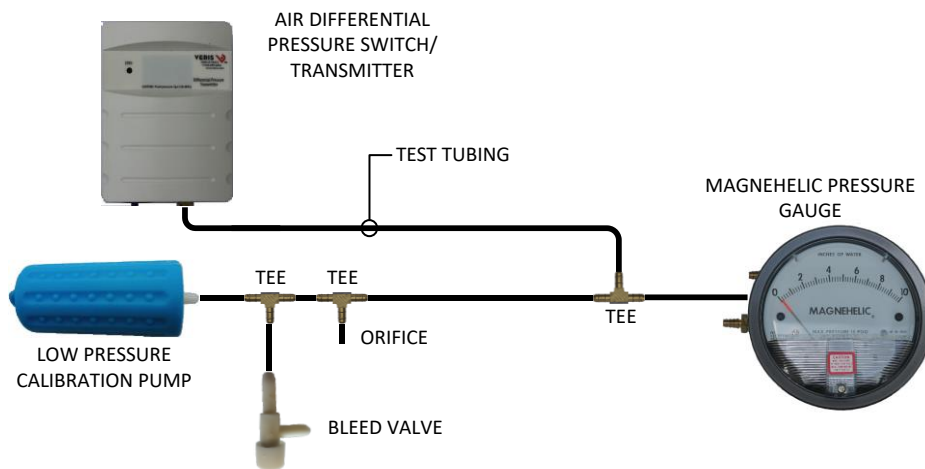 AIR DIFFERENTIAL
PRESSURE SWITCH/
TRANSMITTER
VERIS
TEST TUBING
MAGNEHELIC PRESSURE
GAUGE
INCHES OF WATER
0 2 4 6 8 10
MAGNEHELIC
TEE
TEE
TEE
ORIFICE
LOW PRESSURE
CALIBRATION PUMP
BLEED VALVE